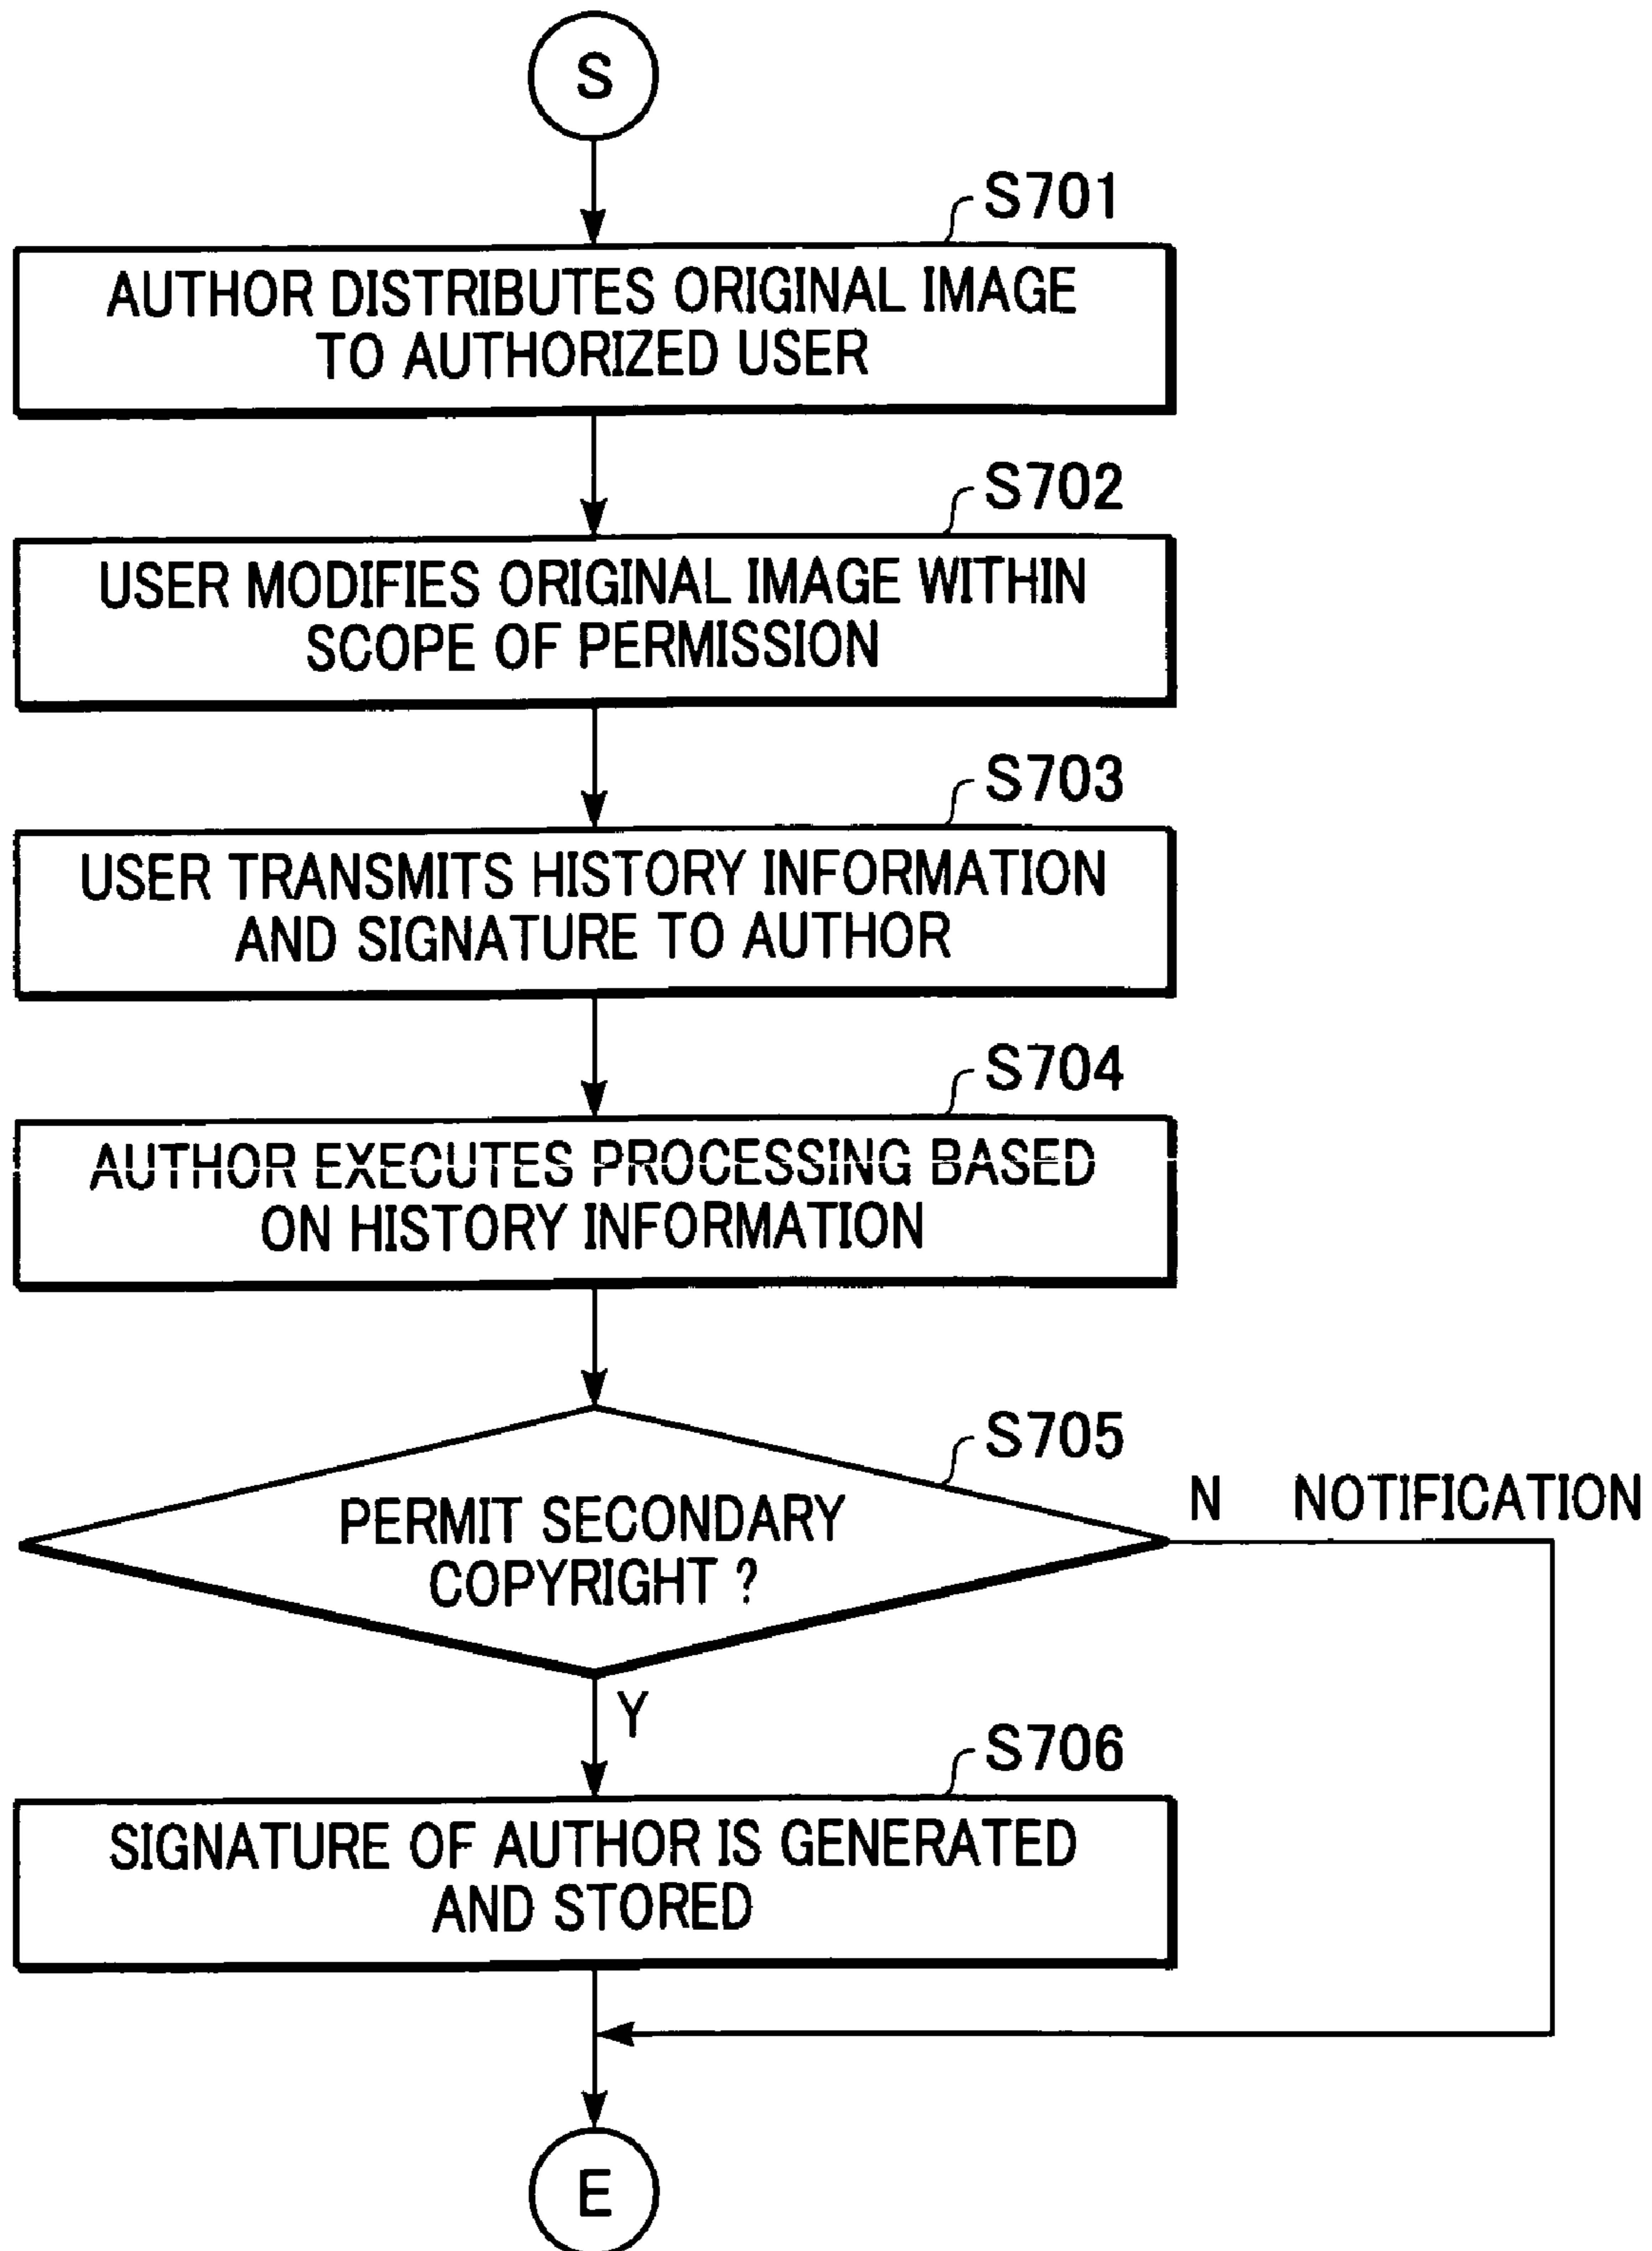 S
S701
AUTHOR DISTRIBUTES ORIGINAL IMAGE
TO AUTHORIZED USER
S702
USER MODIFIES ORIGINAL IMAGE WITHIN
SCOPE OF PERMISSION
S703
USER TRANSMITS HISTORY INFORMATION
AND SIGNATURE TO AUTHOR
S704
AUTHOR EXECUTES PROCESSING BASED
ON HISTORY INFORMATION
S705
N NOTIFICATION
PERMIT SECONDARY
COPYRIGHT ?
Y
S706
SIGNATURE OF AUTHOR IS GENERATED
AND STORED
E